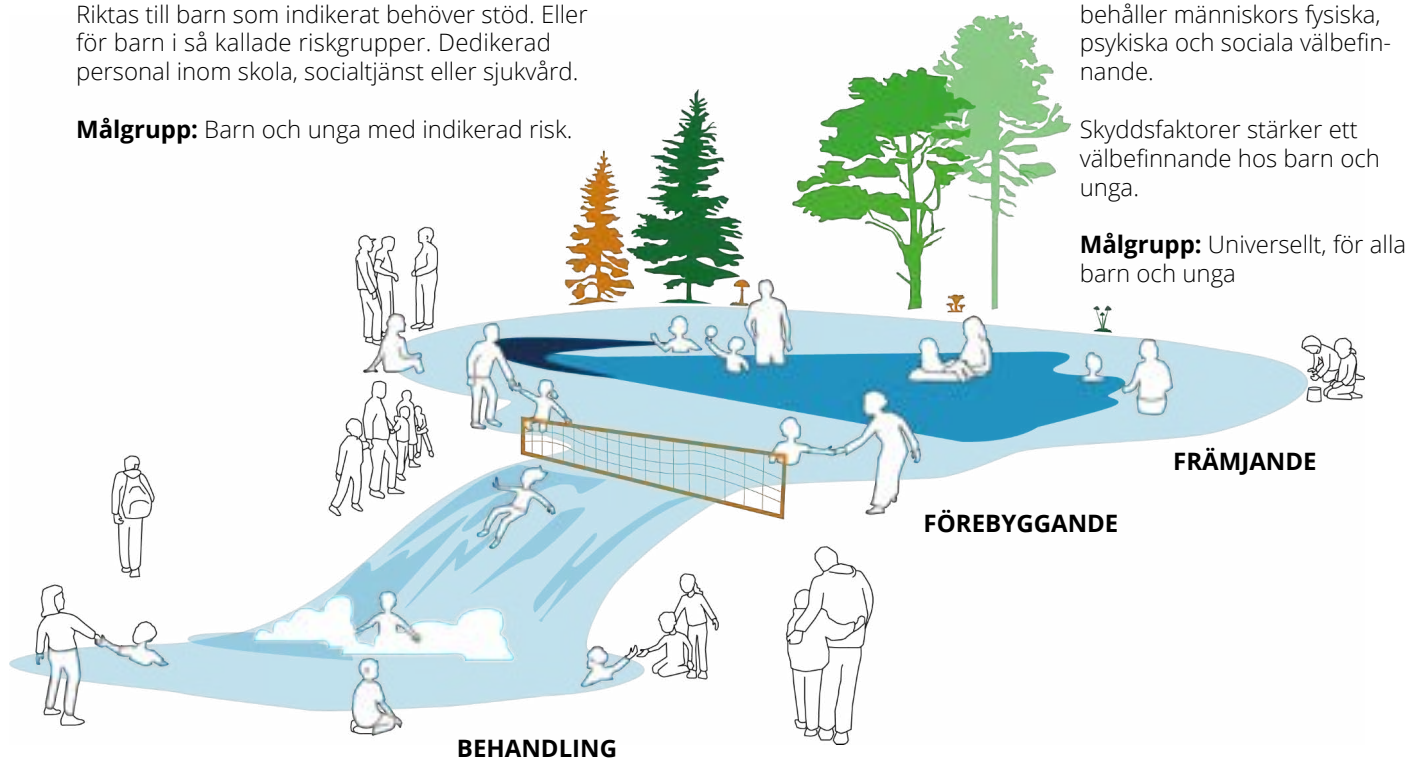 Riktas till barn som indikerat behöver stöd. Eller
för barn i så kallade riskgrupper. Dedikerad
personal inom skola, socialtjänst eller sjukvård.
Målgrupp: Barn och unga med indikerad risk.
behåller människors fysiska,
psykiska och sociala välbefin-
nande.
Skyddsfaktorer stärker ett
välbefinnande hos barn och
unga.
Målgrupp: Universellt, för alla
barn och unga
FRÄMJANDE
FÖREBYGGANDE
BEHANDLING